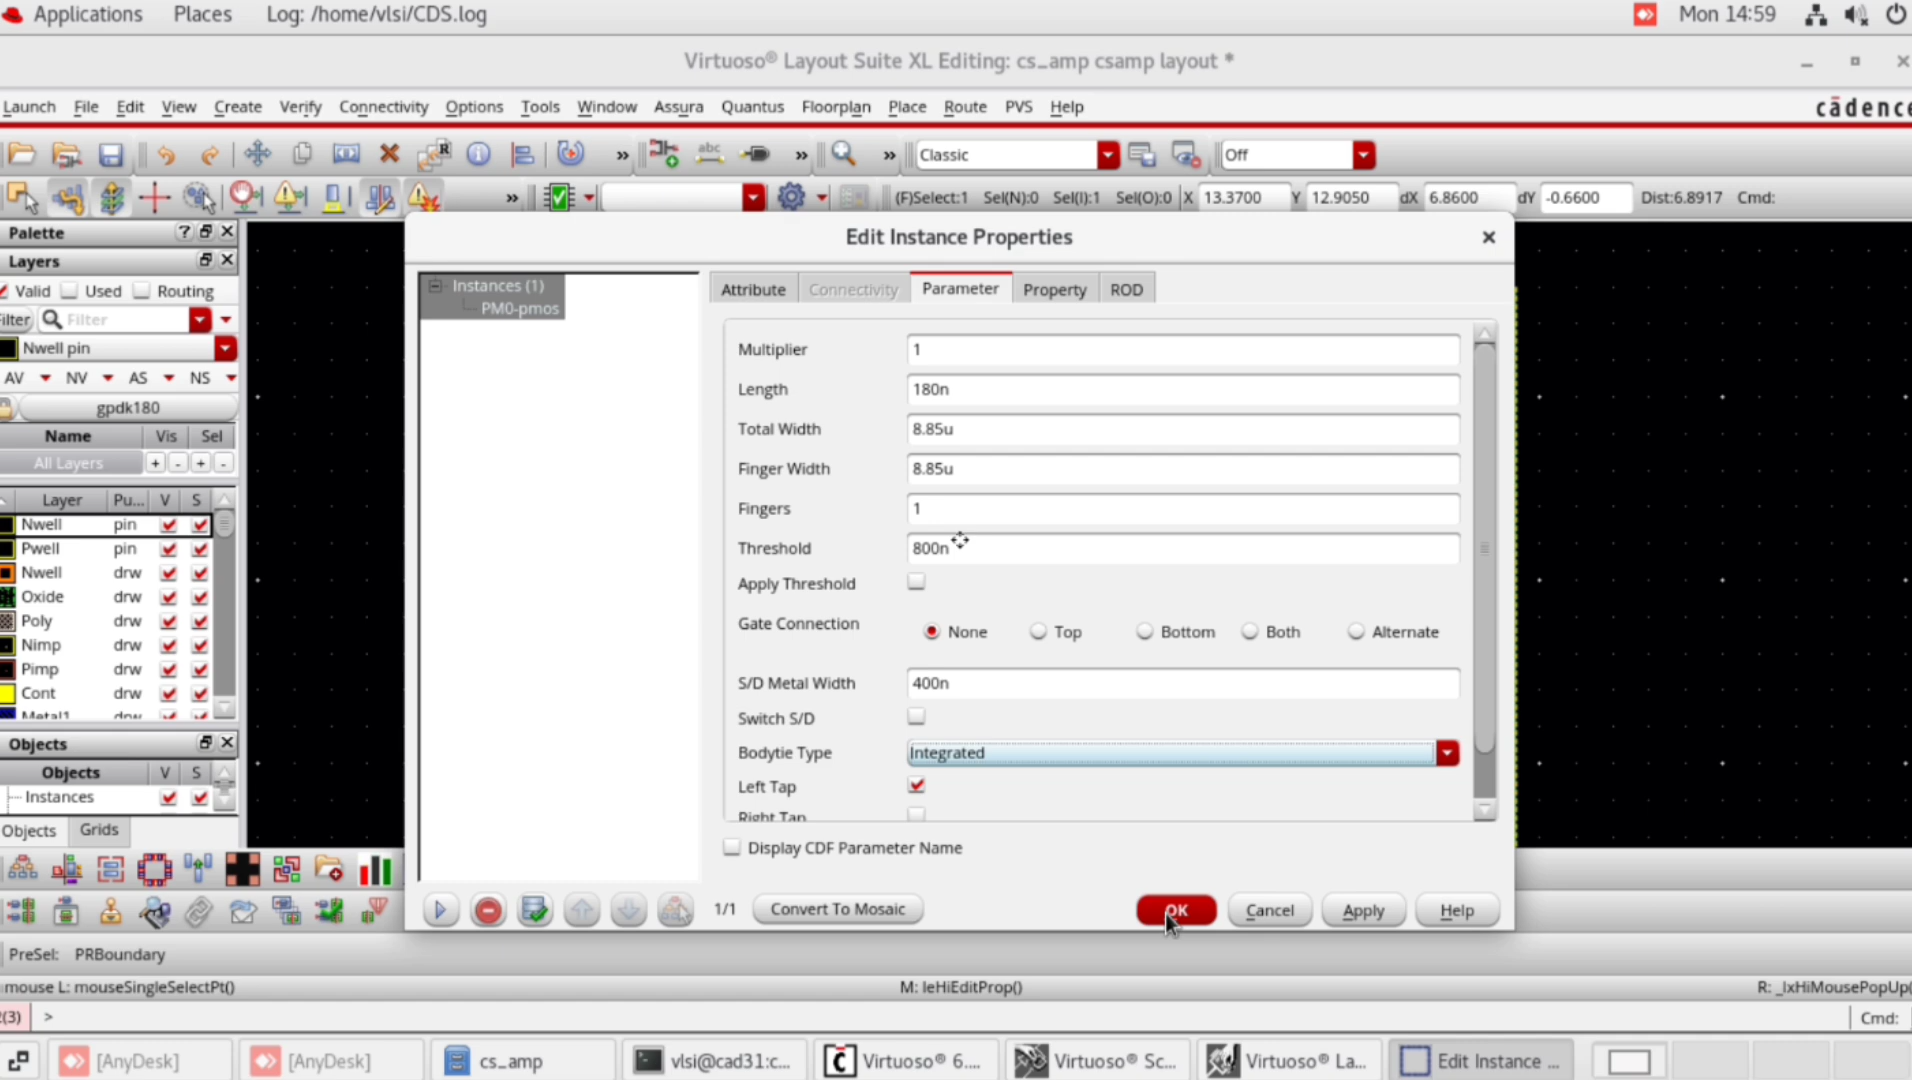 Applications Places Log: /home/vlsi/CDS.log Mon 14:59
Virtuoso® Layout Suite XL Editing: cs_amp csamp layout *
Launch File Edit View Create Verify Connectivity Options Tools Window Assura Quantus Floorplan Place Route PVS Help cādence
R » abc » » Classic Off
» (F)Select:1 Sel(N):0 Sel(I):1 Sel(O):0 X 13.3700 Y 12.9050 dX 6.8600 dY -0.6600 Dist:6.8917 Cmd:
Palette ?
Layers
Valid Used Routing
Filter Filter
Nwell pin
AV NV AS NS
gpdk180
Name Vis Sel
All Layers + - + -
Layer Pu... V S
Nwell pin
Pwell pin
Nwell drw
Oxide drw
Poly drw
Nimp drw
Pimp drw
Cont drw
Metal1 drw
Objects
Objects V S
Instances
Objects Grids
Edit Instance Properties
Instances (1)
PM0-pmos
Attribute Connectivity Parameter Property ROD
Multiplier 1
Length 180n
Total Width 8.85u
Finger Width 8.85u
Fingers 1
Threshold 800n
Apply Threshold
Gate Connection None Top Bottom Both Alternate
S/D Metal Width 400n
Switch S/D
Bodytie Type Integrated
Left Tap
Right Tap
Display CDF Parameter Name
1/1 Convert To Mosaic OK Cancel Apply Help
PreSel: PRBoundary
mouse L: mouseSingleSelectPt() M: leHiEditProp() R: _lxHiMousePopUp(
2(3) > Cmd:
[AnyDesk] [AnyDesk] cs_amp vlsi@cad31:c... Virtuoso® 6.... Virtuoso® Sc... Virtuoso® La... Edit Instance ...